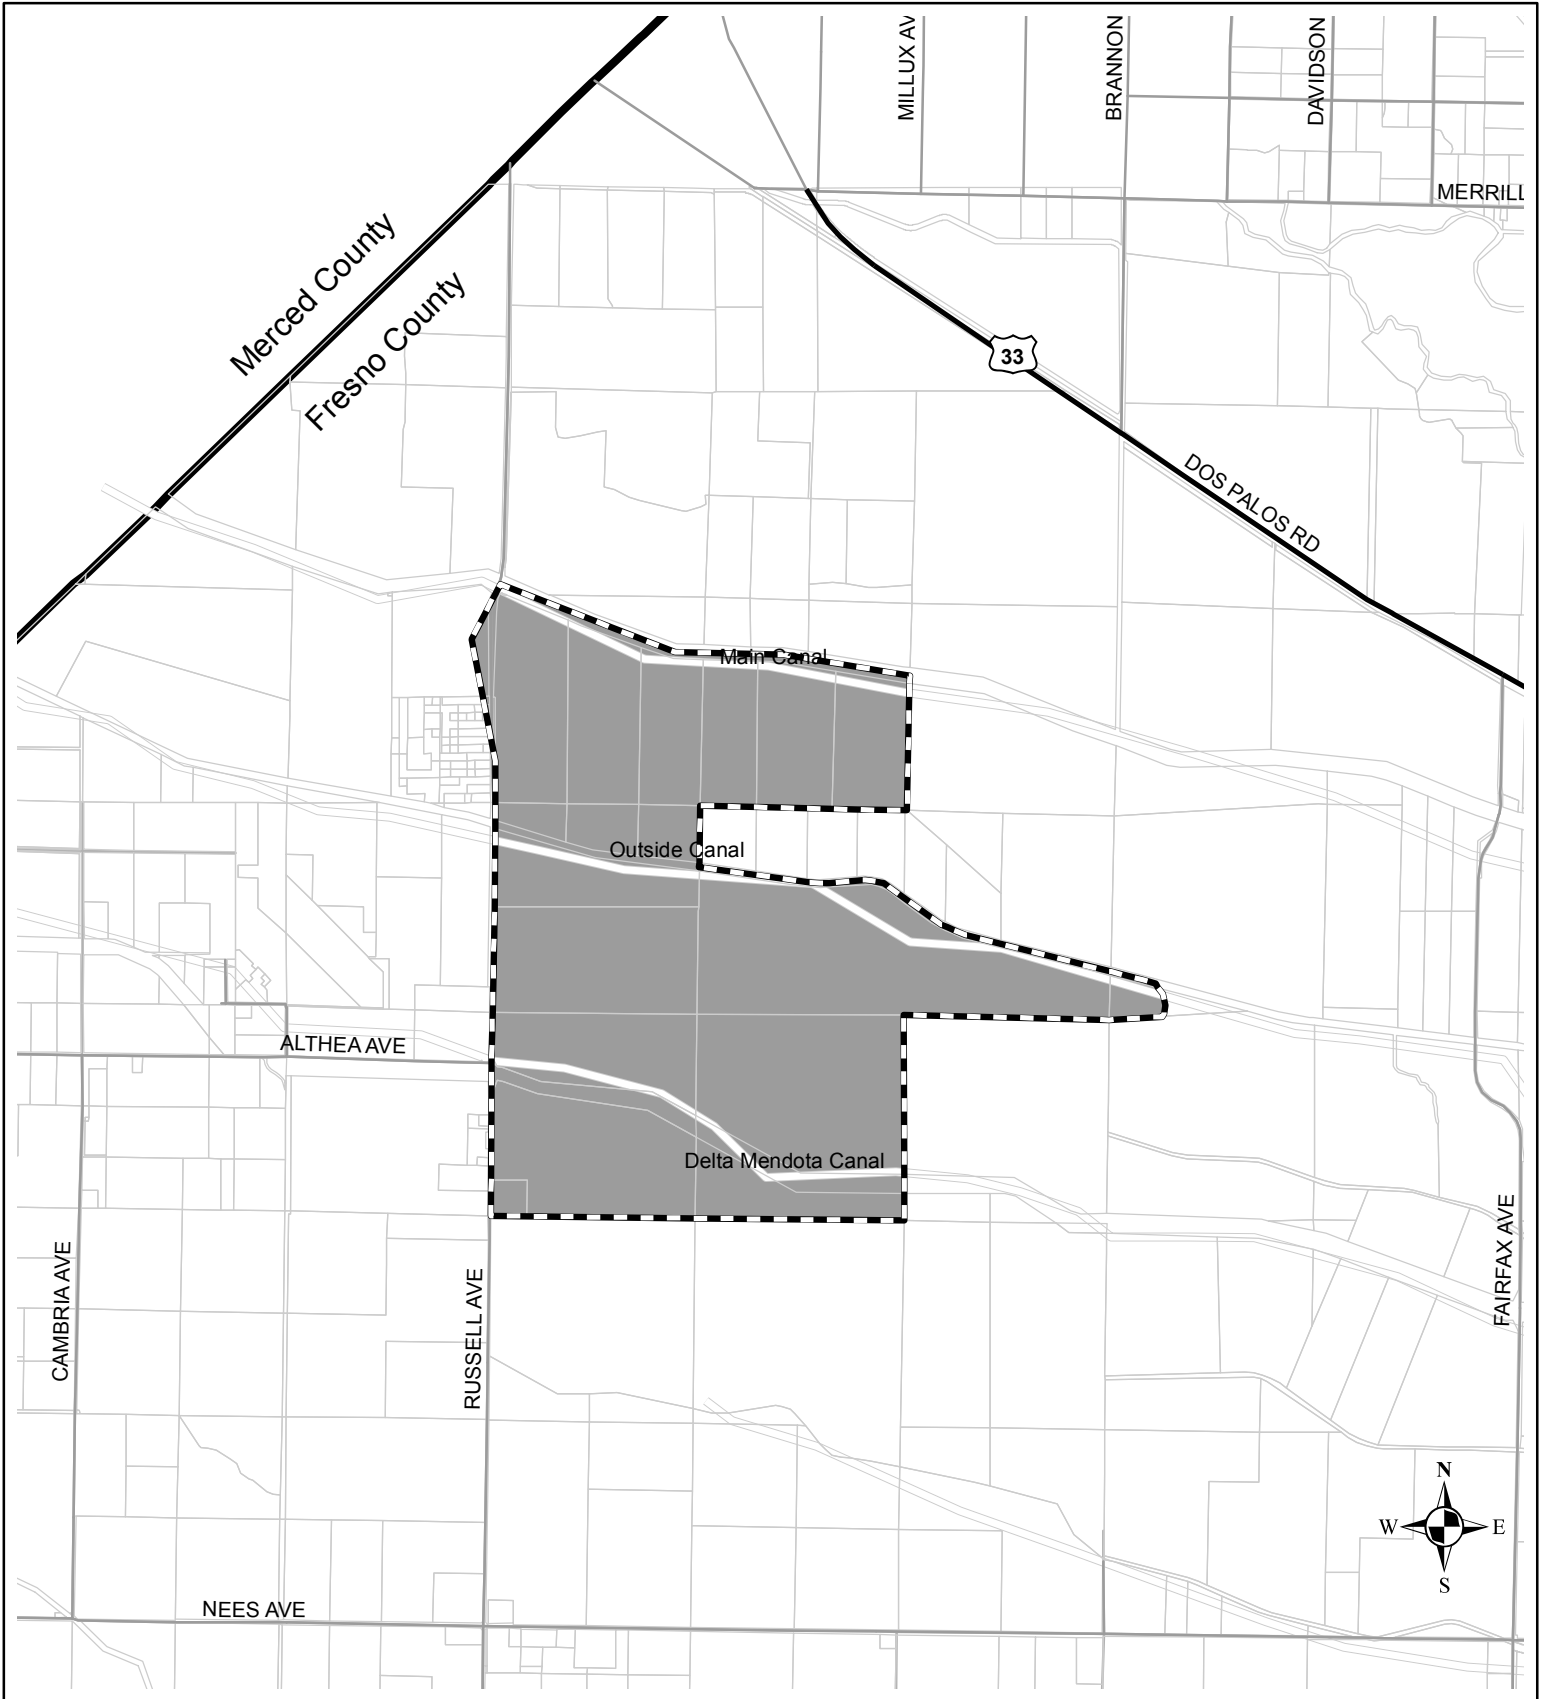 MILLUX AV
BRANNON
DAVIDSON
MERRILL
Merced County
Fresno County
33
DOS PALOS RD
Main Canal
Outside Canal
ALTHEA AVE
Delta Mendota Canal
CAMBRIA AVE
RUSSELL AVE
FAIRFAX AVE
N
W E
S
NEES AVE